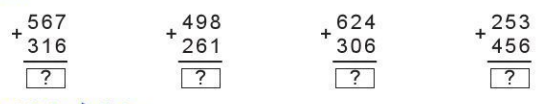 + 567 + 498 + 624 + 253
316 261 306 456
? ? ? ?